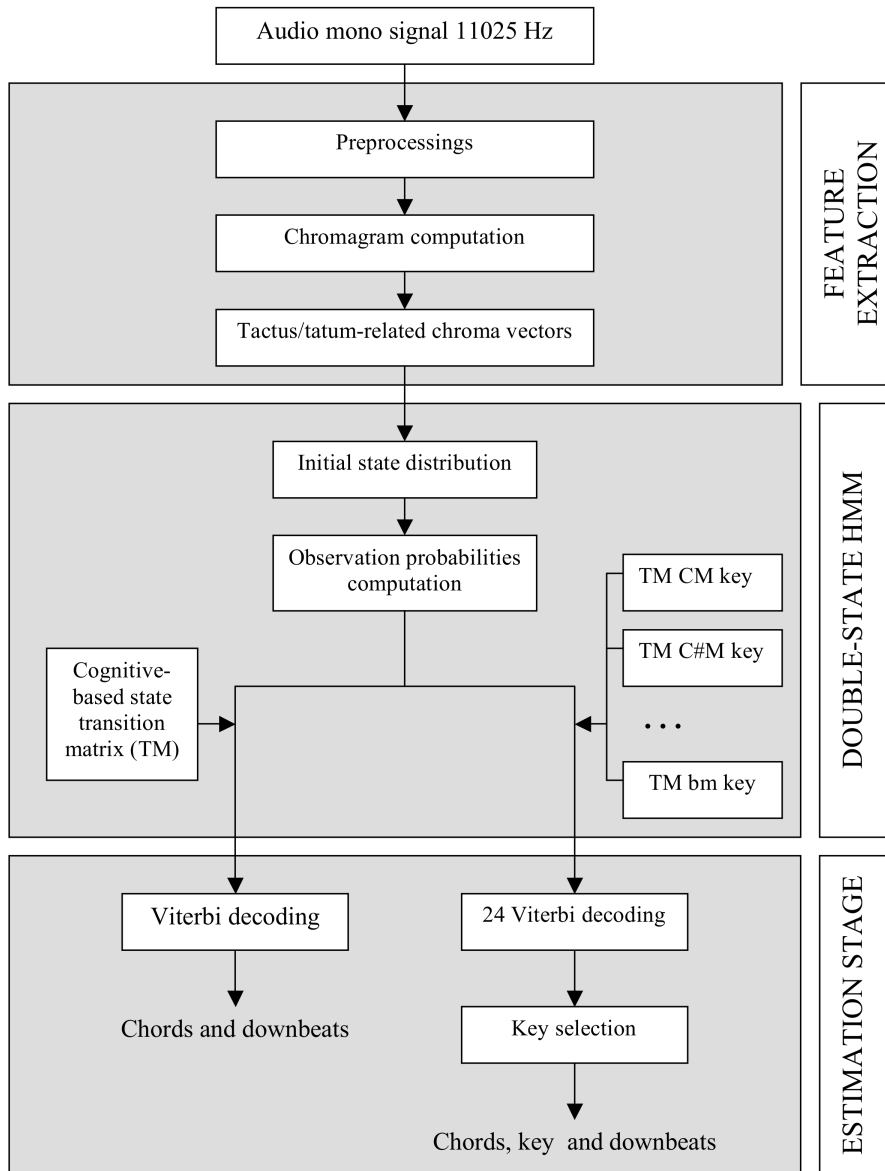 Audio mono signal 11025 Hz
Preprocessings
Chromagram computation
Tactus/tatum-related chroma vectors
FEATURE
EXTRACTION
Initial state distribution
Observation probabilities
computation
Cognitive-
based state
transition
matrix (TM)
TM CM key
TM C#M key
...
TM bm key
DOUBLE-STATE HMM
Viterbi decoding
Chords and downbeats
24 Viterbi decoding
Key selection
Chords, key and downbeats
ESTIMATION STAGE